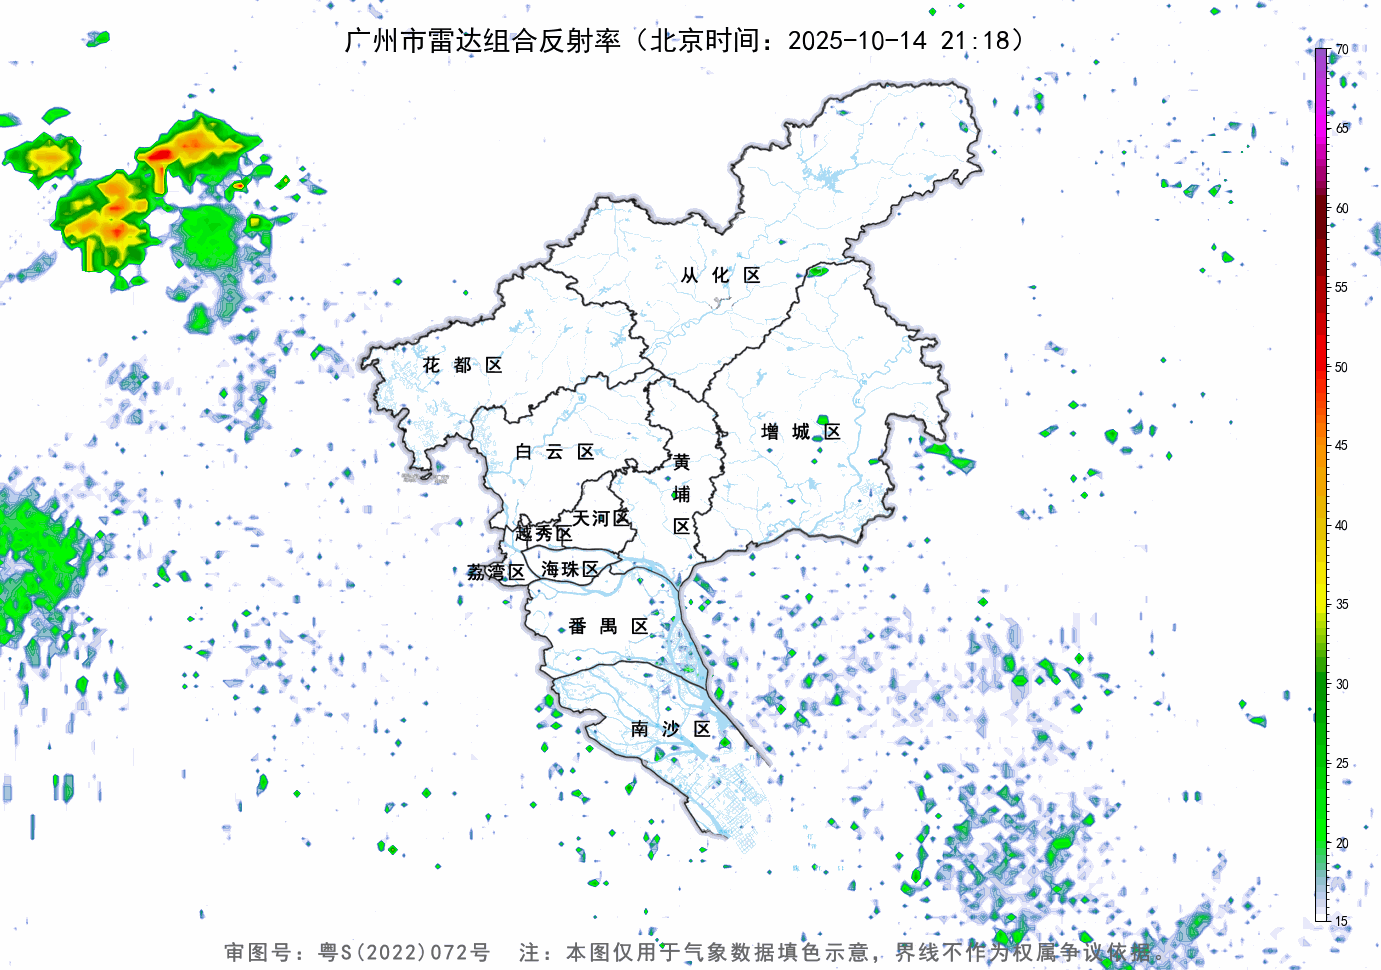 广州市雷达组合反射率（北京时间：2025-10-14 21:18）
70
65
60
55
50
45
40
35
30
25
20
15
从化区
花都区
增城区
白云区
黄埔区
天河区
越秀区
荔湾区
海珠区
番禺区
南沙区
审图号：粤S(2022)072号 注：本图仅用于气象数据填色示意，界线不作为权属争议依据。